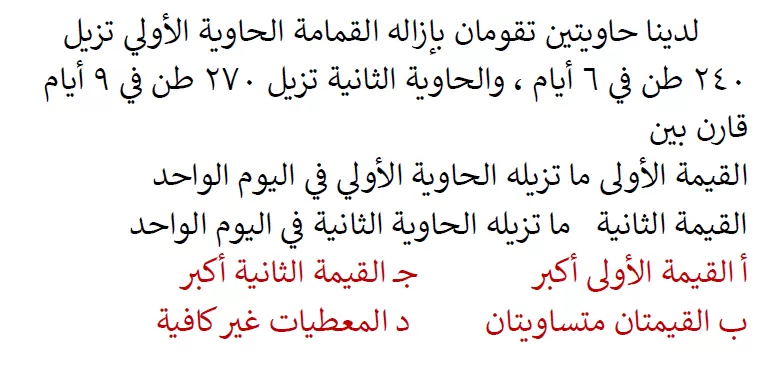 لدينا حاويتين تقومان بإزاله القمامة الحاوية الأولي تزيل
٢٤٠ طن في ٦ أيام ، والحاوية الثانية تزيل ٢٧٠ طن في ٩ أيام
قارن بين
القيمة الأولى ما تزيله الحاوية الأولي في اليوم الواحد
القيمة الثانية ما تزيله الحاوية الثانية في اليوم الواحد
أ القيمة الأولى أكبر جـ القيمة الثانية أكبر
ب القيمتان متساويتان د المعطيات غير كافية